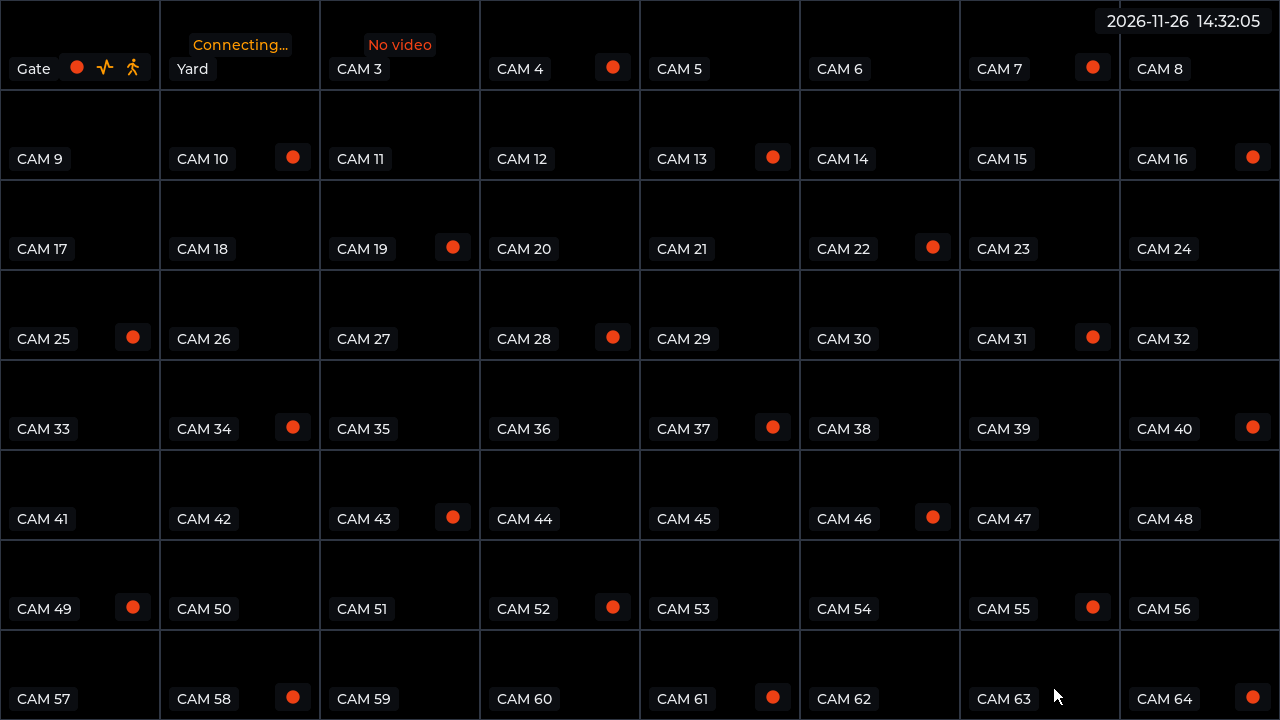 2026-11-26 14:32:05
Connecting...
No video
Gate
Yard
CAM 3
CAM 4
CAM 5
CAM 6
CAM 7
CAM 8
CAM 9
CAM 10
CAM 11
CAM 12
CAM 13
CAM 14
CAM 15
CAM 16
CAM 17
CAM 18
CAM 19
CAM 20
CAM 21
CAM 22
CAM 23
CAM 24
CAM 25
CAM 26
CAM 27
CAM 28
CAM 29
CAM 30
CAM 31
CAM 32
CAM 33
CAM 34
CAM 35
CAM 36
CAM 37
CAM 38
CAM 39
CAM 40
CAM 41
CAM 42
CAM 43
CAM 44
CAM 45
CAM 46
CAM 47
CAM 48
CAM 49
CAM 50
CAM 51
CAM 52
CAM 53
CAM 54
CAM 55
CAM 56
CAM 57
CAM 58
CAM 59
CAM 60
CAM 61
CAM 62
CAM 63
CAM 64